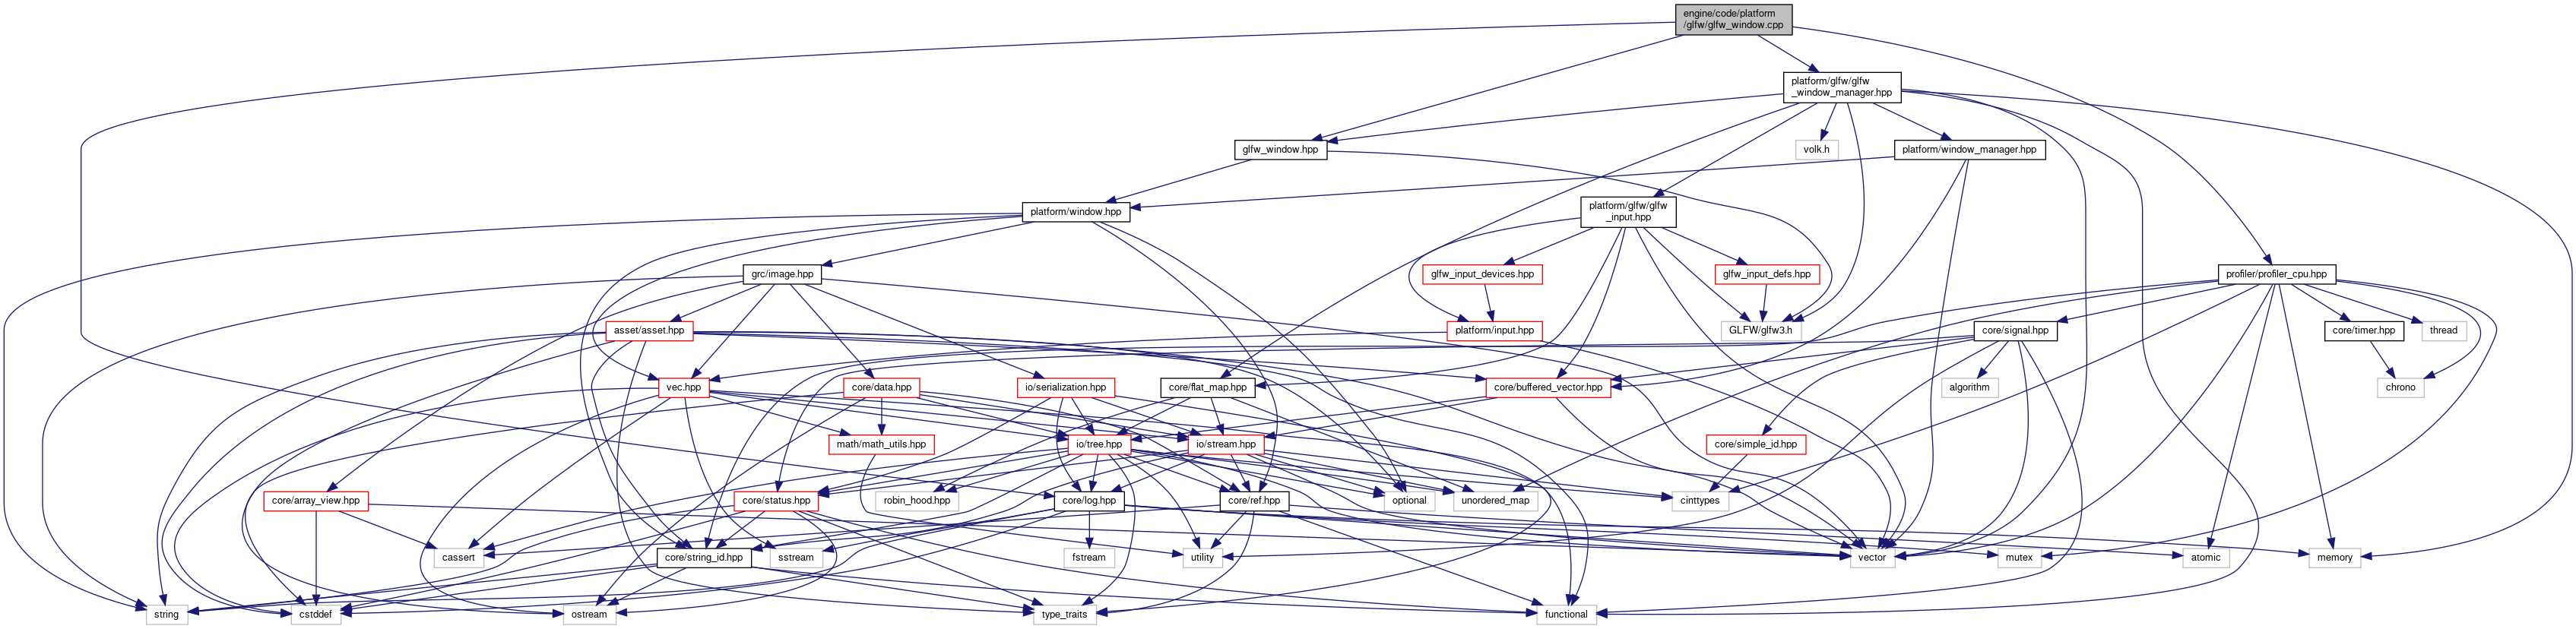 engine/code/platform
/glfw/glfw_window.cpp
platform/glfw/glfw
_window_manager.hpp
glfw_window.hpp
volk.h
platform/window_manager.hpp
platform/window.hpp
platform/glfw/glfw
_input.hpp
grc/image.hpp
glfw_input_devices.hpp
glfw_input_defs.hpp
profiler/profiler_cpu.hpp
asset/asset.hpp
platform/input.hpp
GLFW/glfw3.h
core/signal.hpp
core/timer.hpp
thread
vec.hpp
core/data.hpp
io/serialization.hpp
core/flat_map.hpp
core/buffered_vector.hpp
algorithm
chrono
math/math_utils.hpp
io/tree.hpp
io/stream.hpp
core/simple_id.hpp
core/array_view.hpp
core/status.hpp
robin_hood.hpp
core/log.hpp
core/ref.hpp
optional
unordered_map
cinttypes
cassert
core/string_id.hpp
sstream
fstream
utility
vector
mutex
atomic
memory
string
cstddef
ostream
type_traits
functional